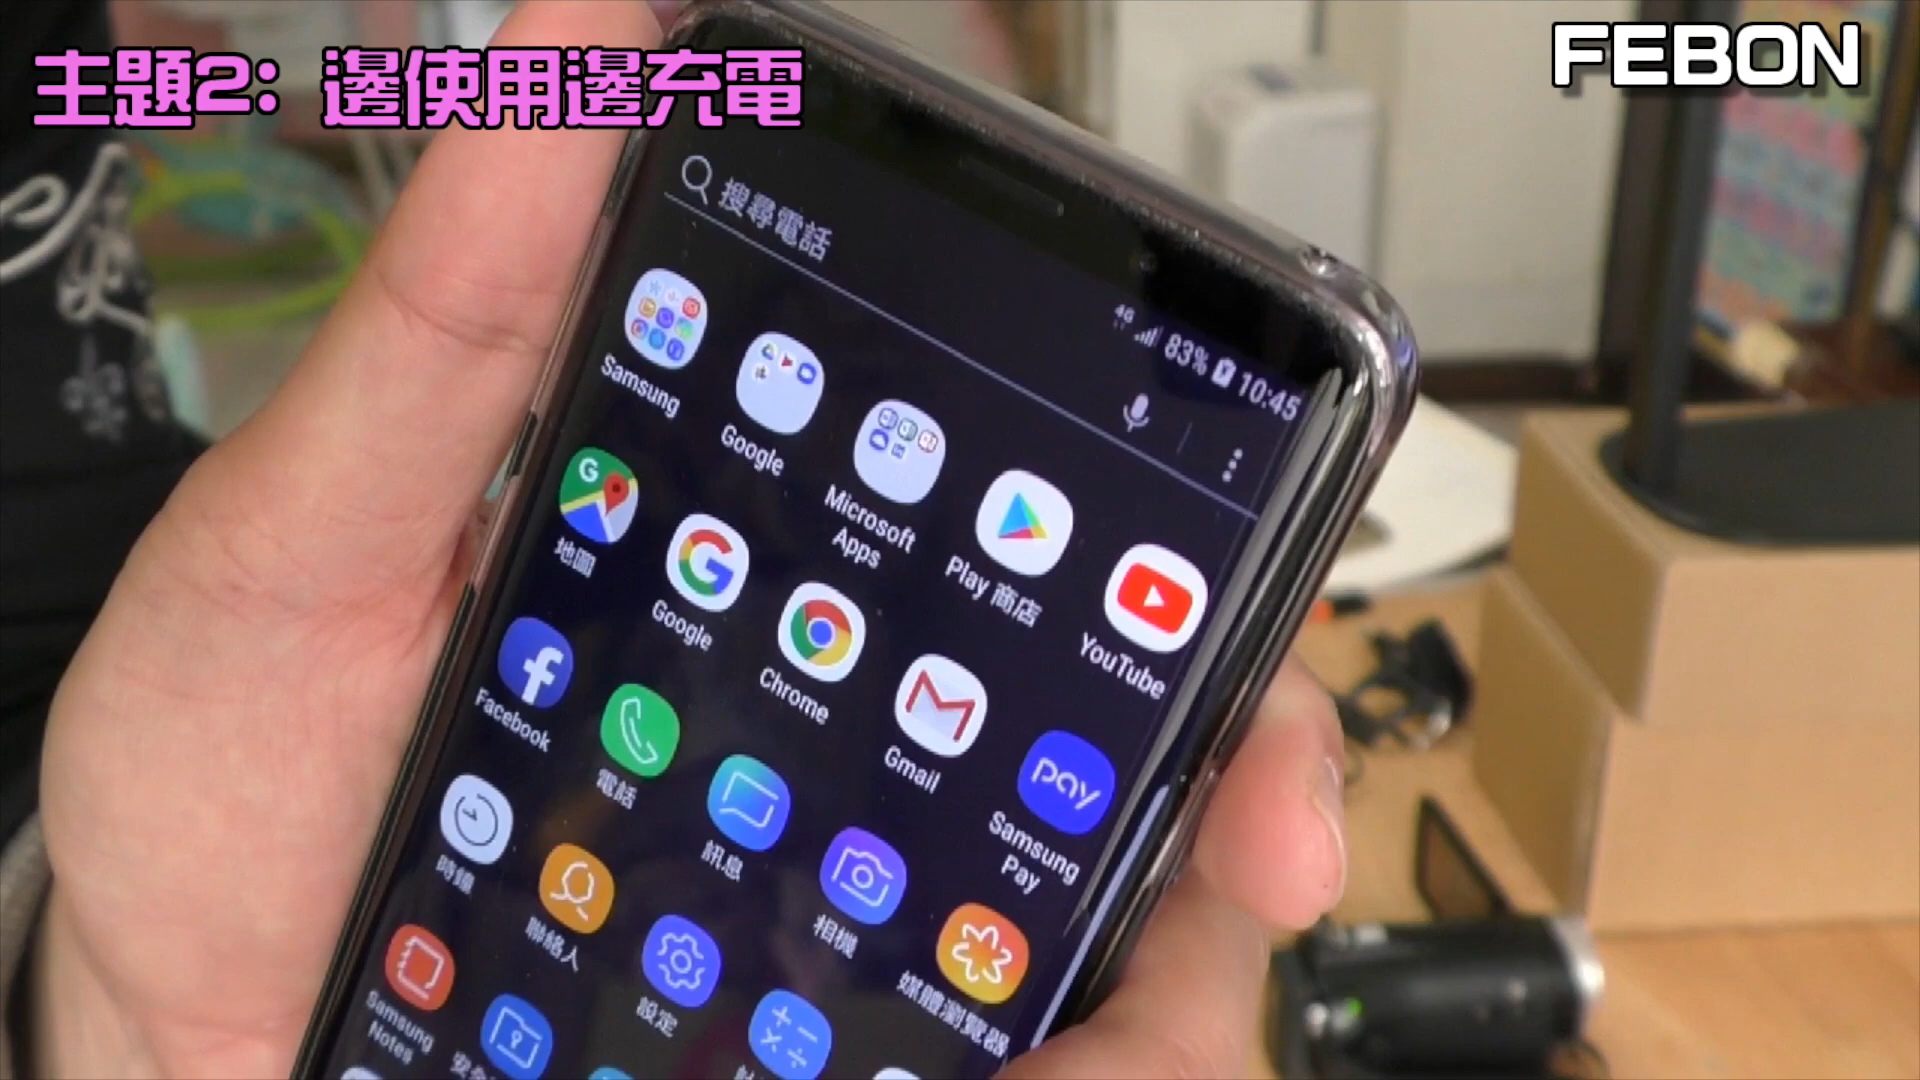 主題2：邊使用邊充電
FEBON
搜尋電話
4G 83% 10:45
Samsung
Google
Microsoft
Apps
Play 商店
YouTube
地圖
Google
Chrome
Gmail
Samsung
Pay
Facebook
電話
訊息
相機
媒體瀏覽器
時鐘
聯絡人
設定
Samsung
Notes
pay